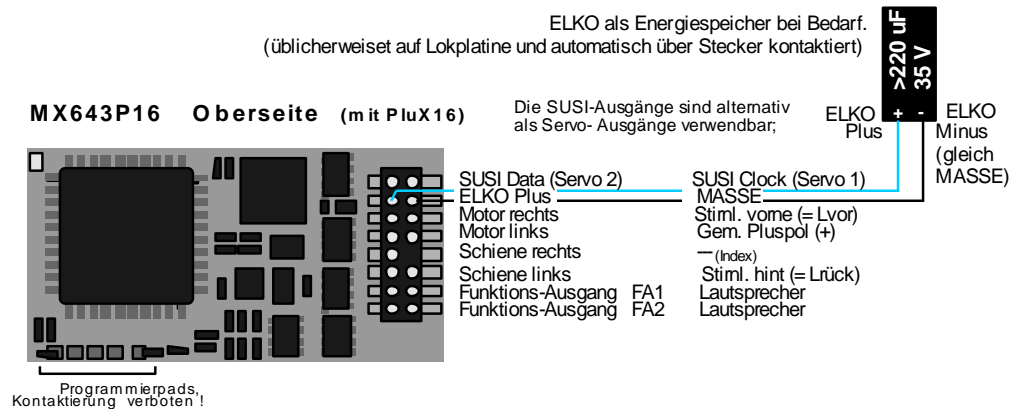 ELKO als Energiespeicher bei Bedarf.
(üblicherweiset auf Lokplatine und automatisch über Stecker kontaktiert)
>220 uF
35 V
+ -
MX643P16 Oberseite (mit PluX16)
Die SUSI-Ausgänge sind alternativ
als Servo- Ausgänge verwendbar;
ELKO
Plus
ELKO
Minus
(gleich
MASSE)
SUSI Data (Servo 2) SUSI Clock (Servo 1)
ELKO Plus MASSE
Motor rechts Stirnl. vorne (= Lvor)
Motor links Gem. Pluspol (+)
Schiene rechts --- (Index)
Schiene links Stirnl. hint (= Lrück)
Funktions-Ausgang FA1 Lautsprecher
Funktions-Ausgang FA2 Lautsprecher
Programmierpads,
Kontaktierung verboten !